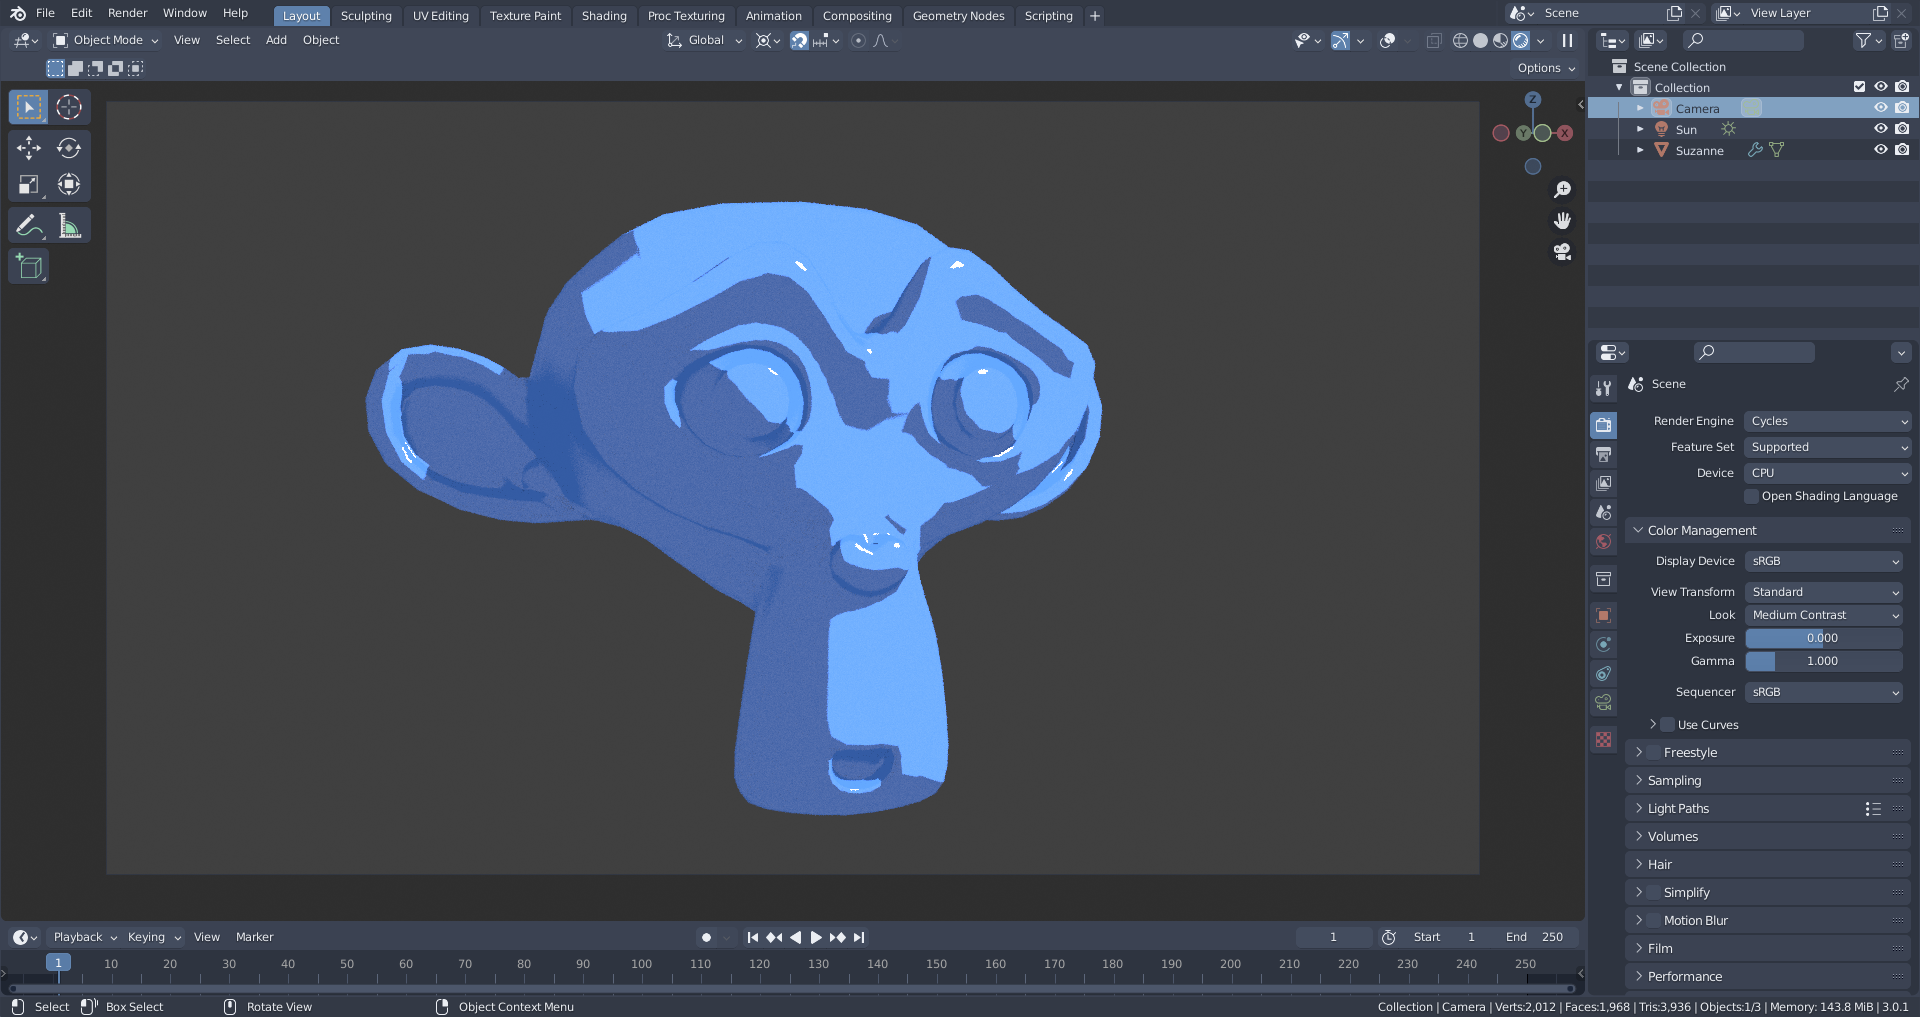 File Edit Render Window Help Layout Sculpting UV Editing Texture Paint Shading Proc Texturing Animation Compositing Geometry Nodes Scripting + Scene View Layer
Object Mode View Select Add Object Global
Options
Scene Collection
Collection
Camera
Sun
Suzanne
Z
Y
X
Scene
Render Engine Cycles
Feature Set Supported
Device CPU
Open Shading Language
Color Management
Display Device sRGB
View Transform Standard
Look Medium Contrast
Exposure 0.000
Gamma 1.000
Sequencer sRGB
Use Curves
Freestyle
Sampling
Light Paths
Volumes
Hair
Simplify
Motion Blur
Film
Performance
Playback Keying View Marker 1 Start 1 End 250
1 10 20 30 40 50 60 70 80 90 100 110 120 130 140 150 160 170 180 190 200 210 220 230 240 250
Select Box Select Rotate View Object Context Menu Collection | Camera | Verts:2,012 | Faces:1,968 | Tris:3,936 | Objects:1/3 | Memory: 143.8 MiB | 3.0.1